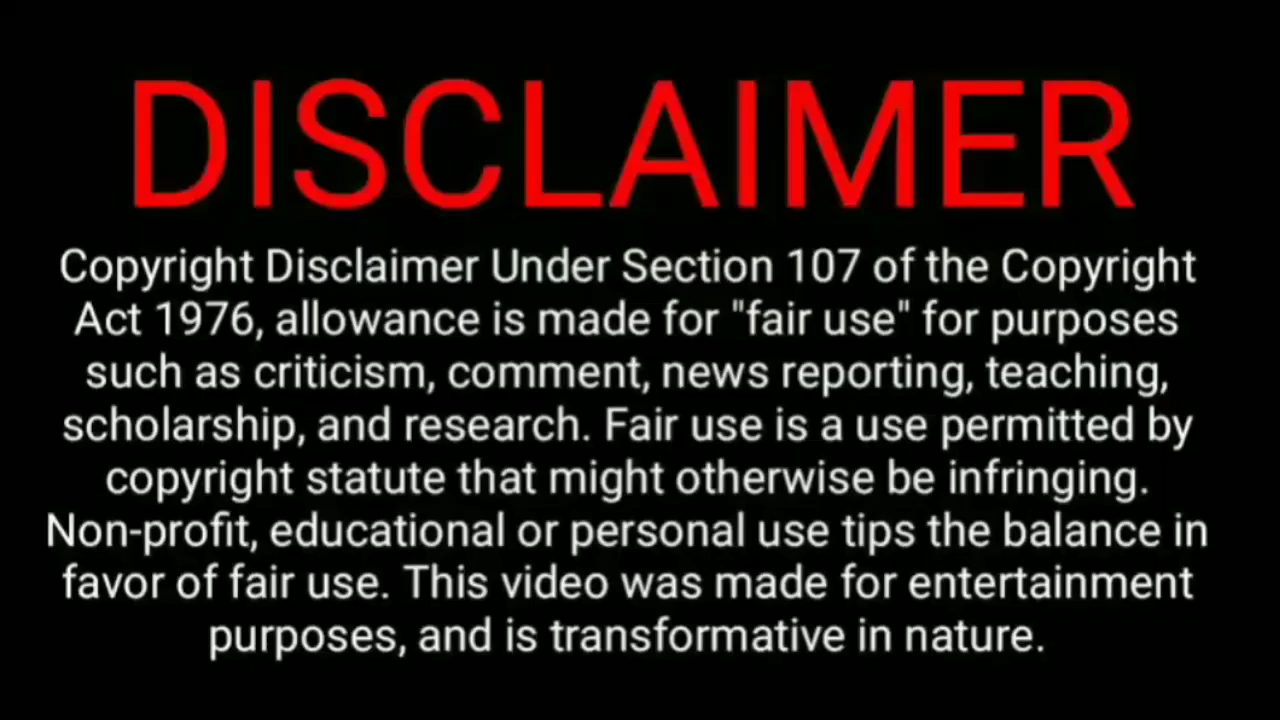 DISCLAIMER
Copyright Disclaimer Under Section 107 of the Copyright
Act 1976, allowance is made for "fair use" for purposes
such as criticism, comment, news reporting, teaching,
scholarship, and research. Fair use is a use permitted by
copyright statute that might otherwise be infringing.
Non-profit, educational or personal use tips the balance in
favor of fair use. This video was made for entertainment
purposes, and is transformative in nature.